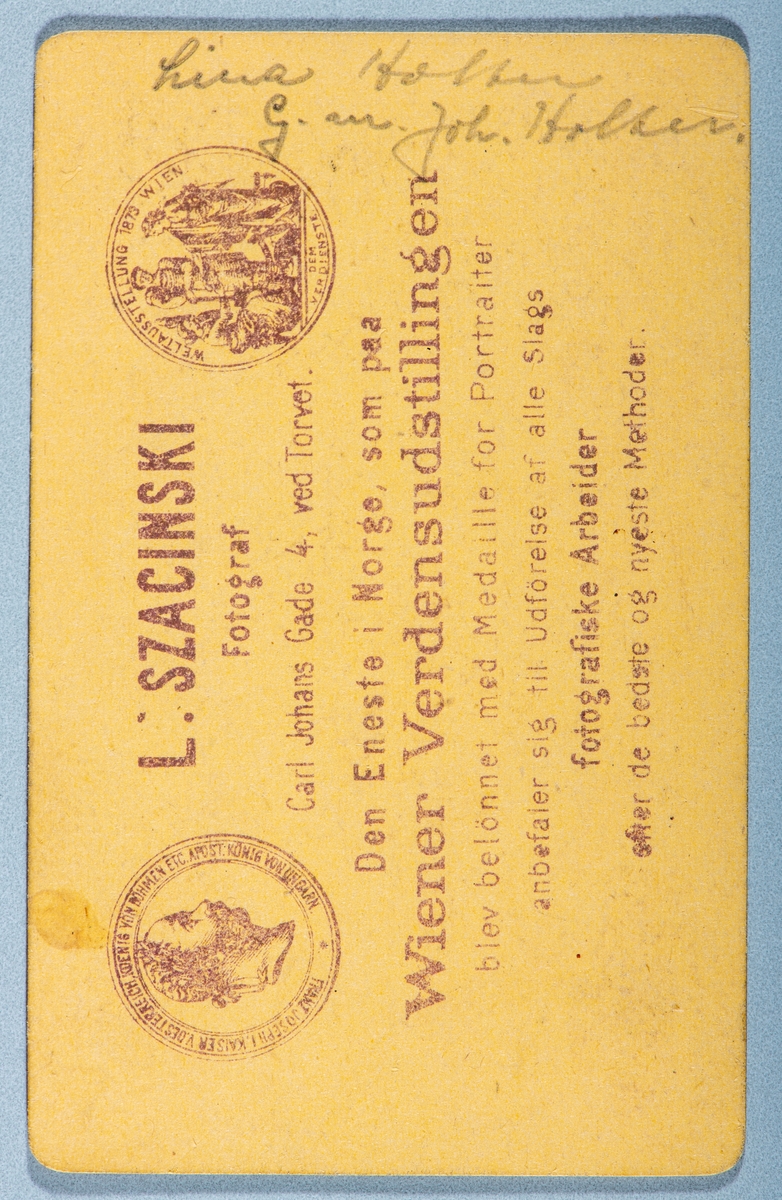 Lina Holter
G. m. Joh. Holter.
FRANZ JOSEPH I. KAISER V. OESTERREICH, KOENIG VON BÖHMEN ETC. APOST. KÖNIG VON UNGARN
WELTAUSSTELLUNG 1873 WIEN
DEM
VERDIENSTE
L: SZACINSKI
Fotograf
Carl Johans Gade 4, ved Torvet.
Den Eneste i Norge, som paa
Wiener Verdensudstillingen
blev belönnet med Medaille for Portraiter
anbefaler sig til Udförelse af alle Slags
fotografiske Arbeider
efter de bedste og nyeste Methoder.